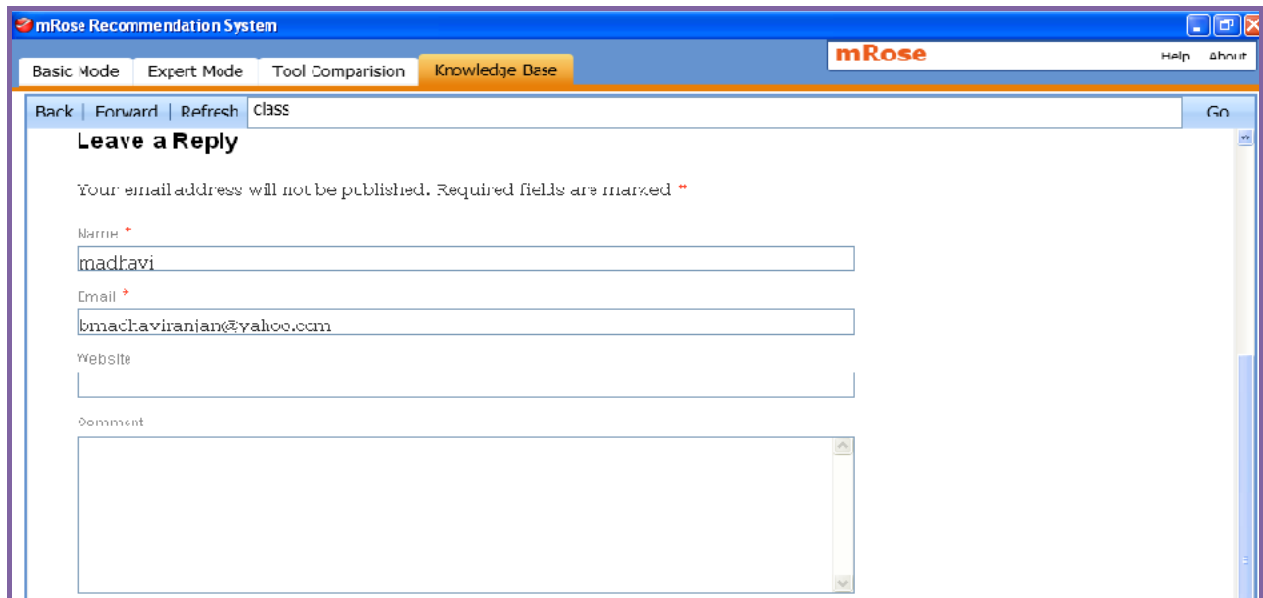 mRose Recommendation System
mRose Help About
Basic Mode Expert Mode Tool Comparision Knowledge Base
Back | Forward | Refresh class Go
Leave a Reply
Your email address will not be published. Required fields are marked *
Name *
madhavi
Email *
bmadhaviranjan@yahoo.com
Website
Comment